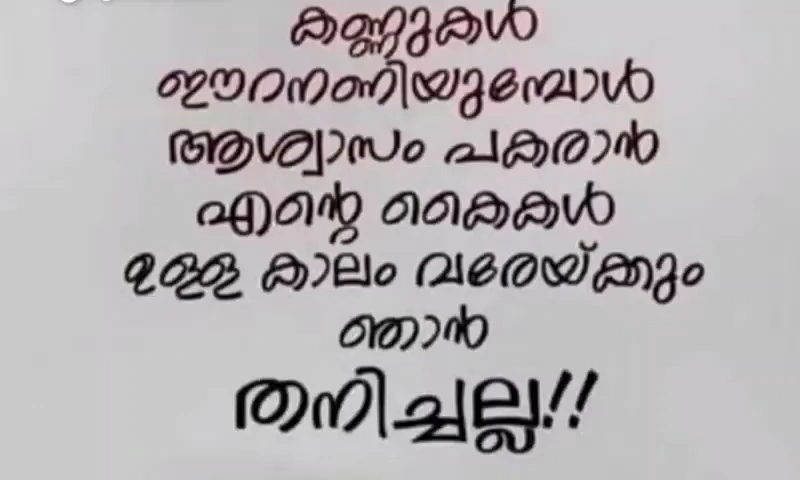 കണ്ണുകൾ
ഈറനണിയുമ്പോൾ
ആശ്വാസം പകരാൻ
എന്റെ കൈകൾ
ഉള്ള കാലം വരേയ്ക്കും
ഞാൻ
തനിച്ചല്ല!!